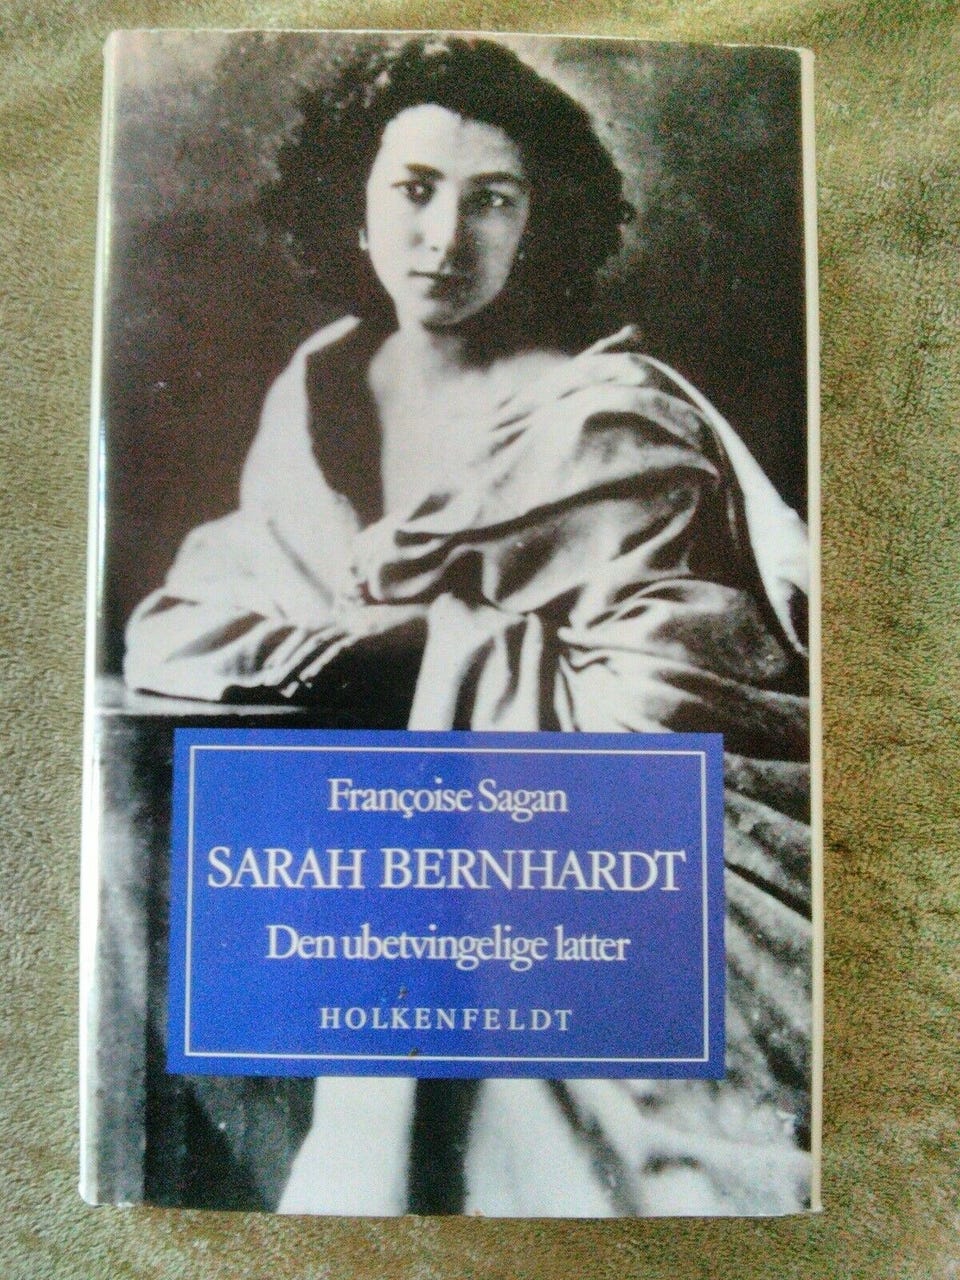 Françoise Sagan
SARAH BERNHARDT
Den ubetvingelige latter
HOLKENFELDT